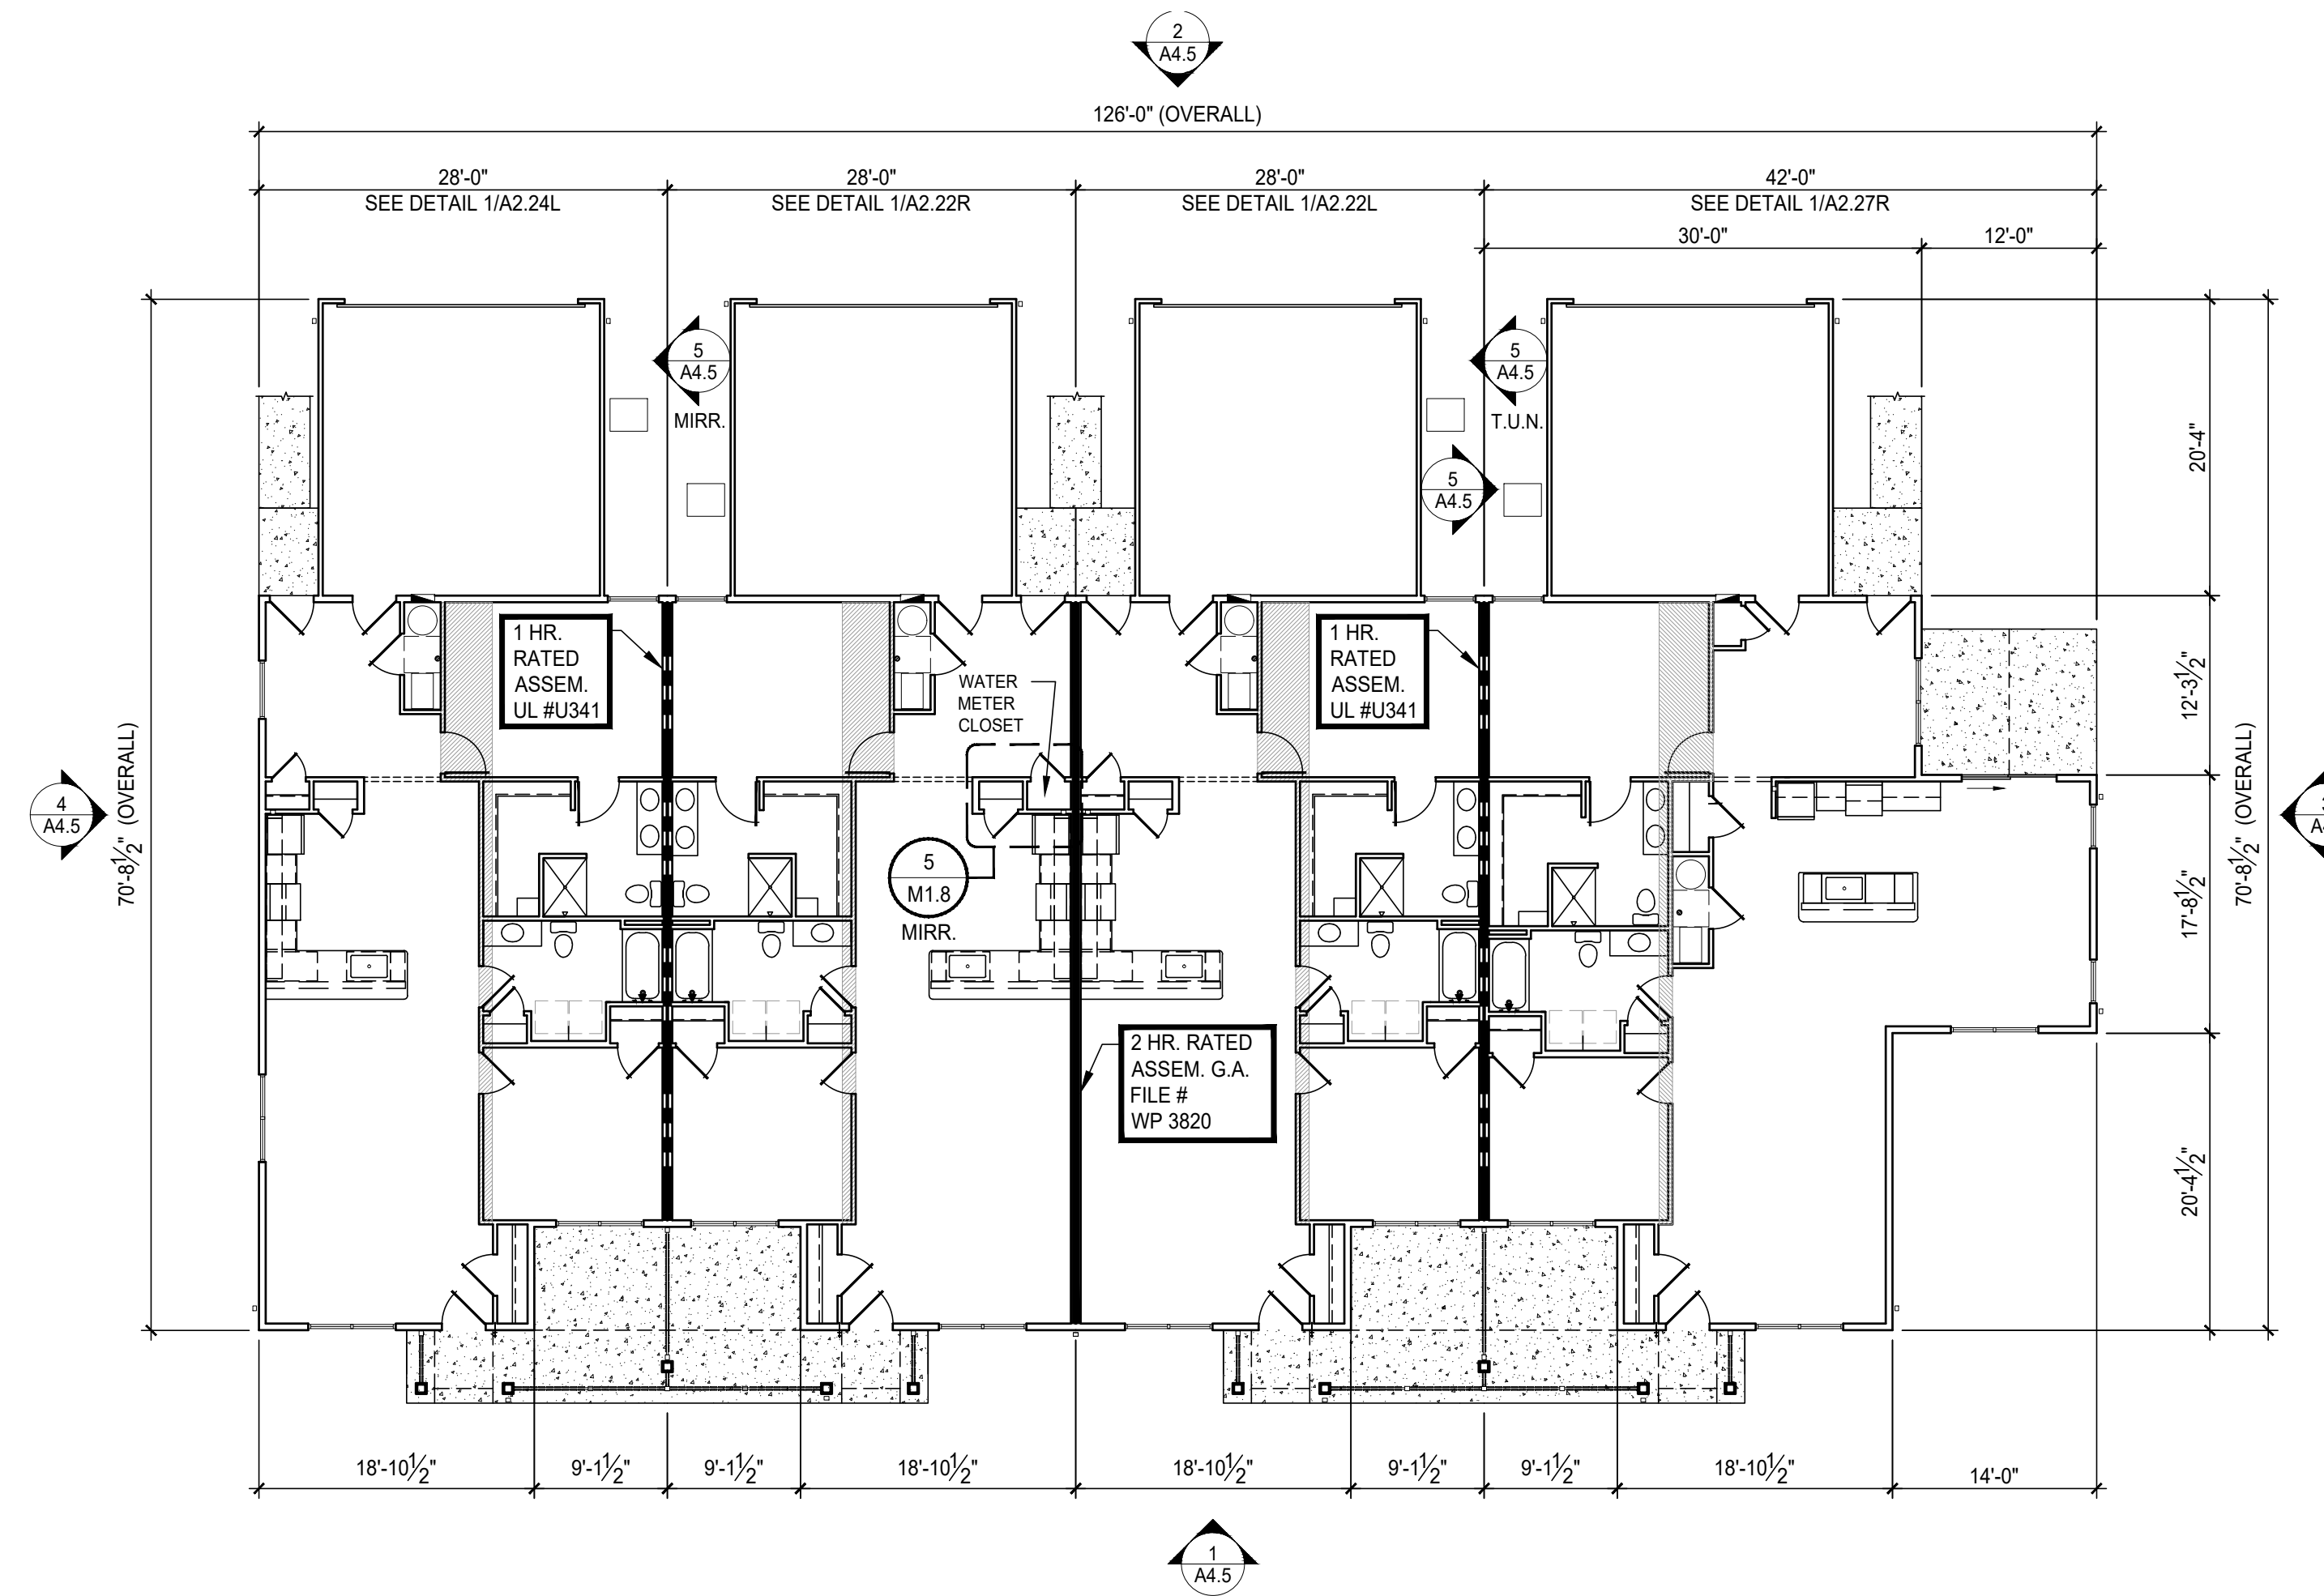 2
A4.5
126'-0" (OVERALL)
28'-0"
28'-0"
28'-0"
42'-0"
SEE DETAIL 1/A2.24L
SEE DETAIL 1/A2.22R
SEE DETAIL 1/A2.22L
SEE DETAIL 1/A2.27R
30'-0"
12'-0"
5
A4.5
MIRR.
5
A4.5
T.U.N.
5
A4.5
20'-4"
1 HR.
RATED
ASSEM.
UL #U341
1 HR.
RATED
ASSEM.
UL #U341
WATER
METER
CLOSET
12'-3½"
4
A4.5
70'-8½" (OVERALL)
70'-8½" (OVERALL)
5
M1.8
MIRR.
17'-8½"
2 HR. RATED
ASSEM. G.A.
FILE #
WP 3820
20'-4½"
18'-10½"
9'-1½"
9'-1½"
18'-10½"
18'-10½"
9'-1½"
9'-1½"
18'-10½"
14'-0"
1
A4.5